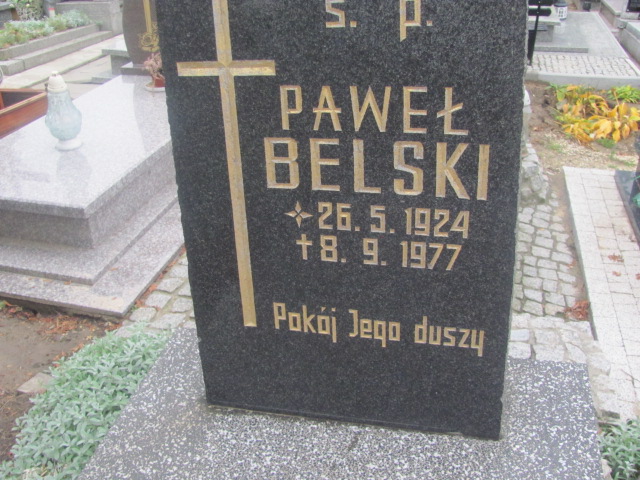 Ś. P.
PAWEŁ
BELSKI
26. 5. 1924
8. 9. 1977
Pokój Jego duszy